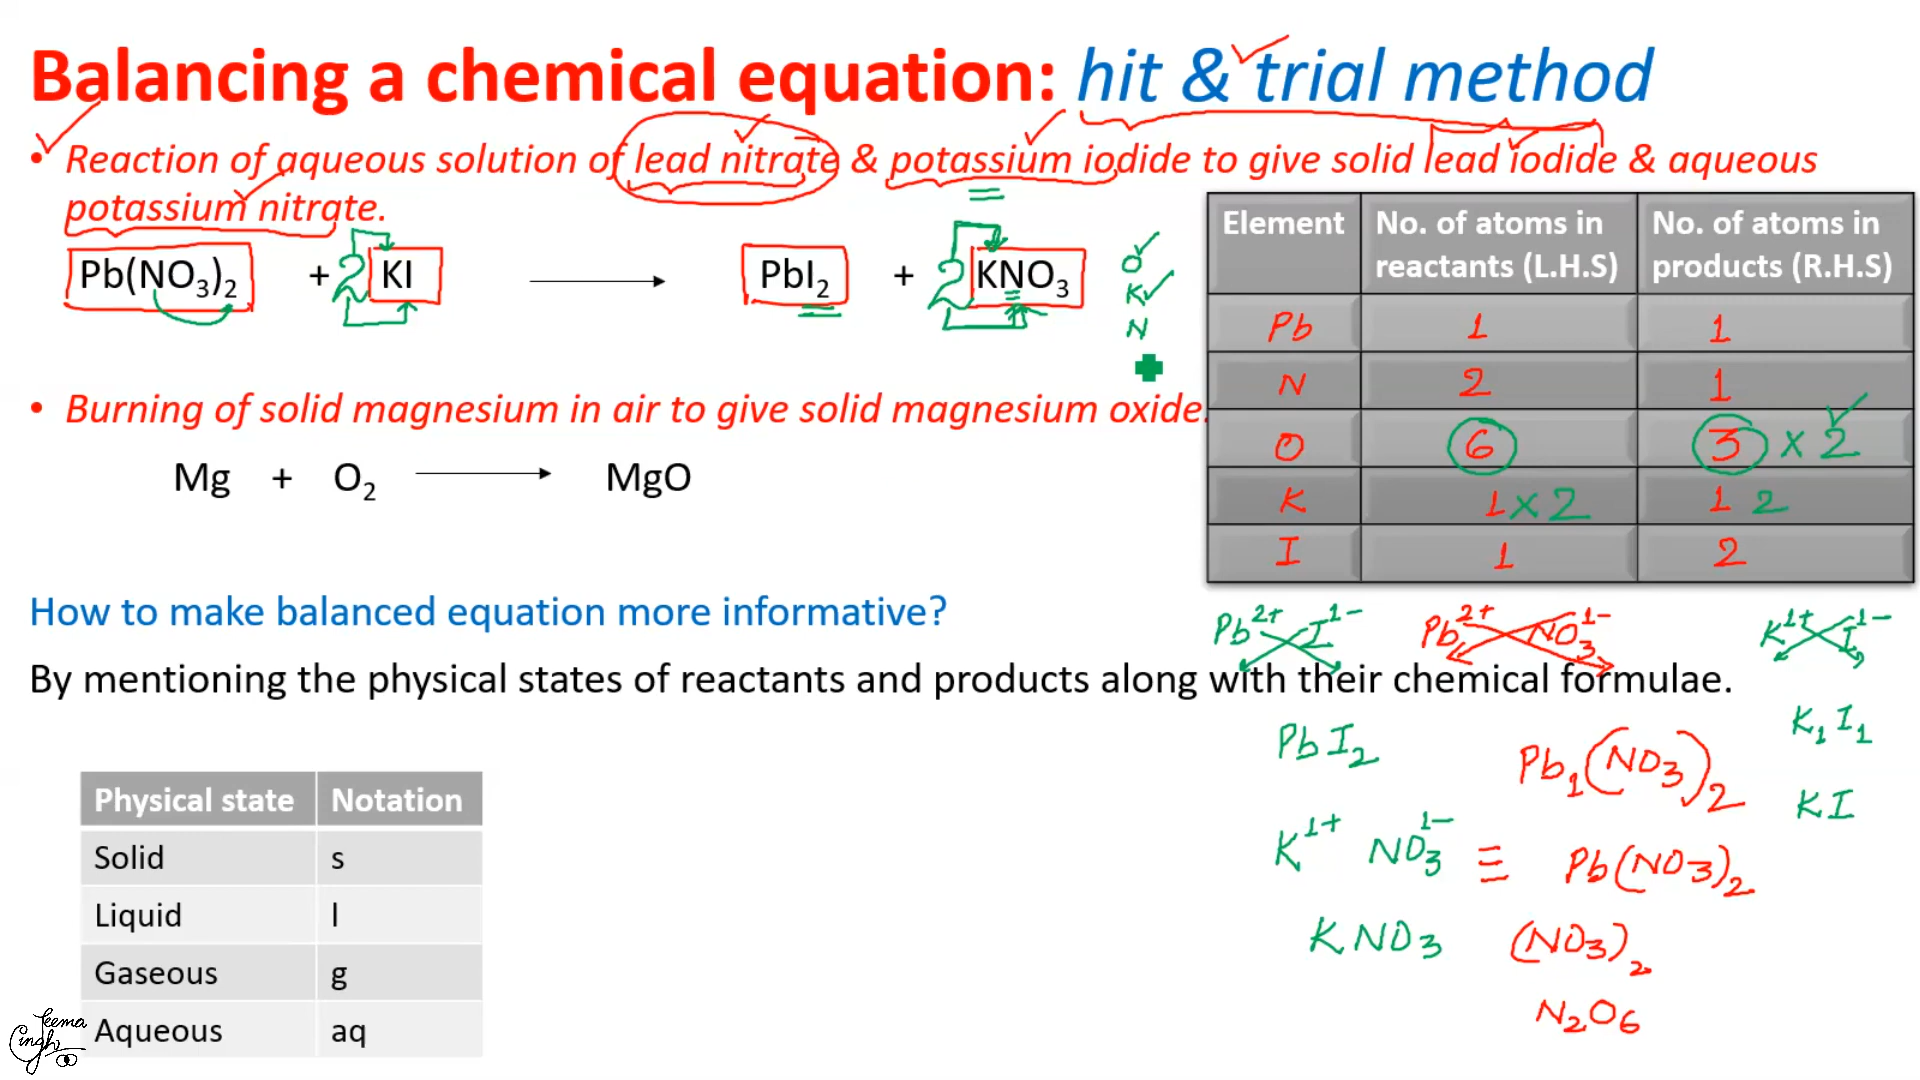 Balancing a chemical equation: hit & trial method
• Reaction of aqueous solution of lead nitrate & potassium iodide to give solid lead iodide & aqueous
potassium nitrate.
Pb(NO₃)₂ + 2 KI → PbI₂ + 2 KNO₃
O ✓
K ✓
N
Element No. of atoms in reactants (L.H.S) No. of atoms in products (R.H.S)
Pb 1 1
N 2 1
O 6 3 × 2 ✓
K 1 × 2 1 2
I 1 2
• Burning of solid magnesium in air to give solid magnesium oxide.
Mg + O₂ → MgO
How to make balanced equation more informative?
By mentioning the physical states of reactants and products along with their chemical formulae.
Physical state Notation
Solid s
Liquid l
Gaseous g
Aqueous aq
Pb²⁺ I¹⁻
PbI₂
K¹⁺ NO₃¹⁻ ≡
KNO₃
Pb²⁺ NO₃¹⁻
Pb₁(NO₃)₂
Pb(NO₃)₂
(NO₃)₂
N₂O₆
K¹⁺ I¹⁻
K₁I₁
KI
Seema
Singh